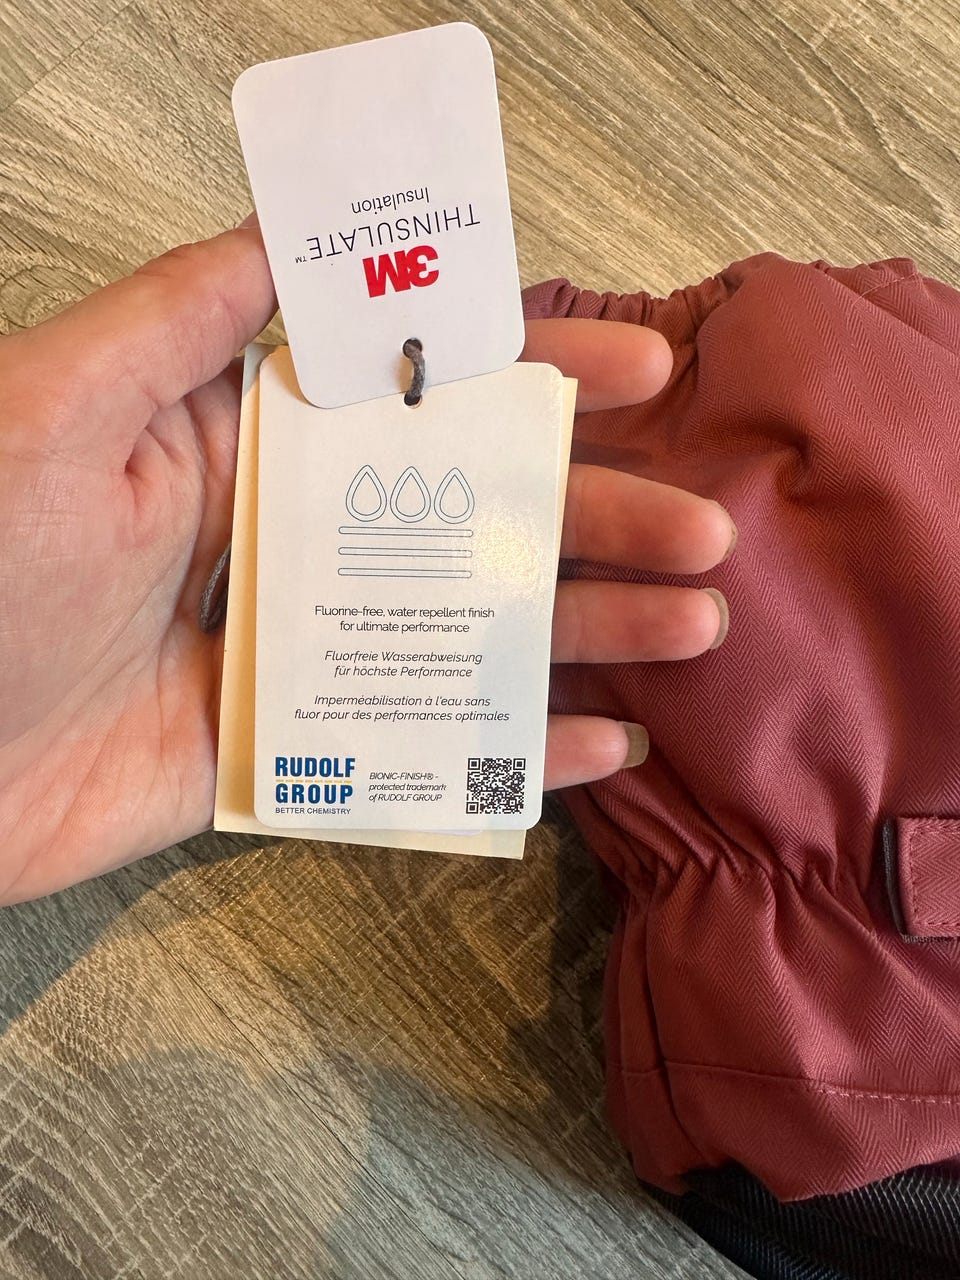 3M
THINSULATE™
Insulation
Fluorine-free, water repellent finish
for ultimate performance
Fluorfreie Wasserabweisung
für höchste Performance
Imperméabilisation à l'eau sans
fluor pour des performances optimales
RUDOLF
GROUP
BETTER CHEMISTRY
BIONIC-FINISH® -
protected trademark
of RUDOLF GROUP